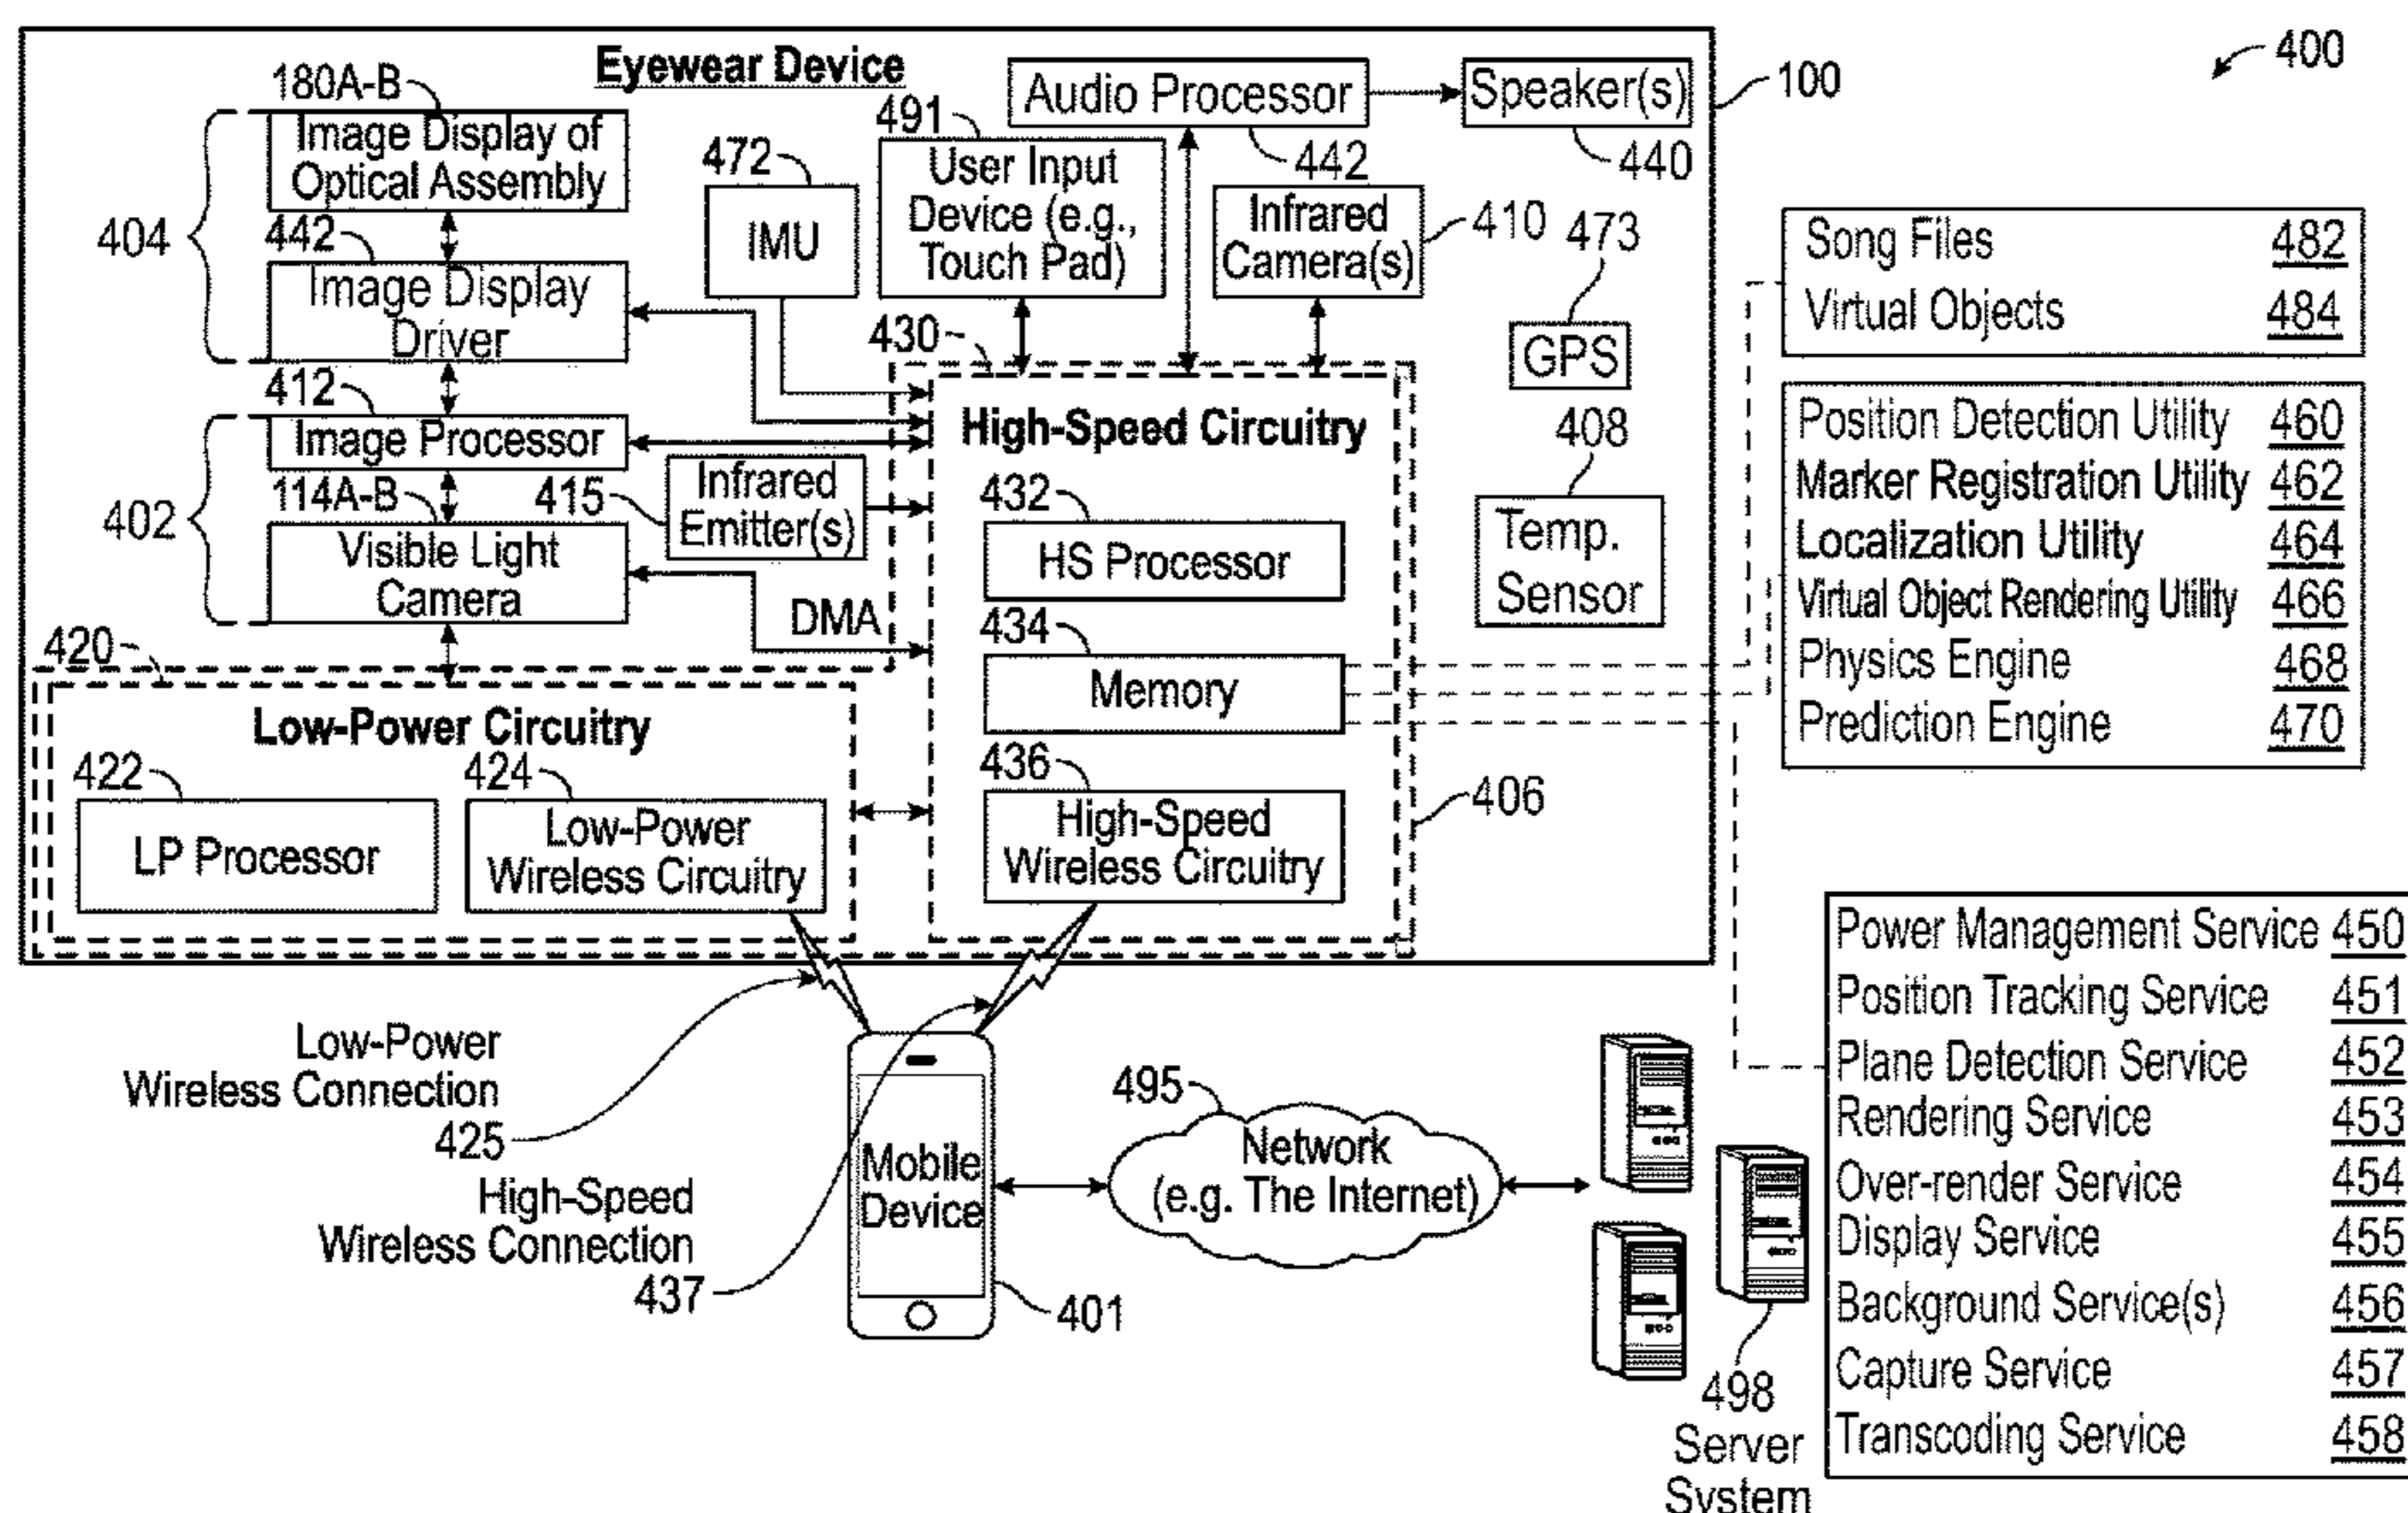 Eyewear Device
400
100
180A-B
Image Display of
Optical Assembly
404
442
Image Display
Driver
412
Image Processor
402
114A-B
Visible Light
Camera
472
IMU
491
User Input
Device (e.g.,
Touch Pad)
Audio Processor
442
Speaker(s)
440
Infrared
Camera(s)
410
473
GPS
408
Temp.
Sensor
415
Infrared
Emitter(s)
DMA
430
High-Speed Circuitry
432
HS Processor
434
Memory
436
High-Speed
Wireless Circuitry
406
420
Low-Power Circuitry
422
LP Processor
424
Low-Power
Wireless Circuitry
Song Files 482
Virtual Objects 484
Position Detection Utility 460
Marker Registration Utility 462
Localization Utility 464
Virtual Object Rendering Utility 466
Physics Engine 468
Prediction Engine 470
Power Management Service 450
Position Tracking Service 451
Plane Detection Service 452
Rendering Service 453
Over-render Service 454
Display Service 455
Background Service(s) 456
Capture Service 457
Transcoding Service 458
Low-Power
Wireless Connection
425
High-Speed
Wireless Connection
437
Mobile
Device
401
495
Network
(e.g. The Internet)
498
Server
System